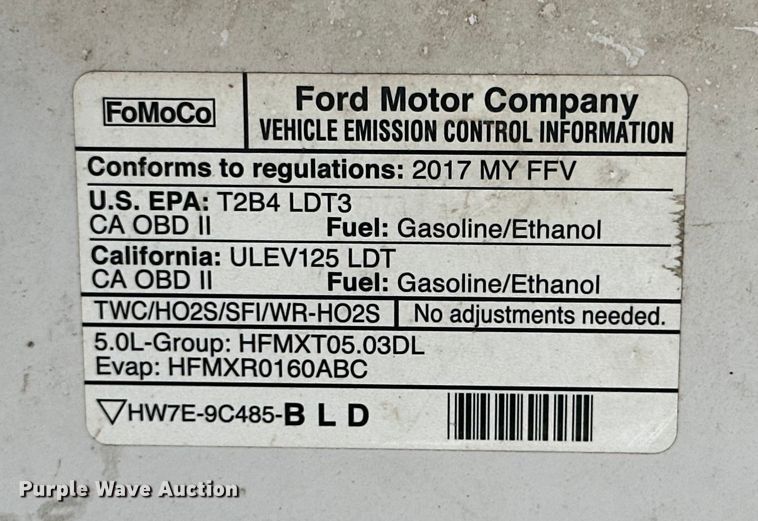 FoMoCo
Ford Motor Company
VEHICLE EMISSION CONTROL INFORMATION
Conforms to regulations: 2017 MY FFV
U.S. EPA: T2B4 LDT3
CA OBD II Fuel: Gasoline/Ethanol
California: ULEV125 LDT
CA OBD II Fuel: Gasoline/Ethanol
TWC/HO2S/SFI/WR-HO2S No adjustments needed.
5.0L-Group: HFMXT05.03DL
Evap: HFMXR0160ABC
▽HW7E-9C485-B L D
Purple Wave Auction